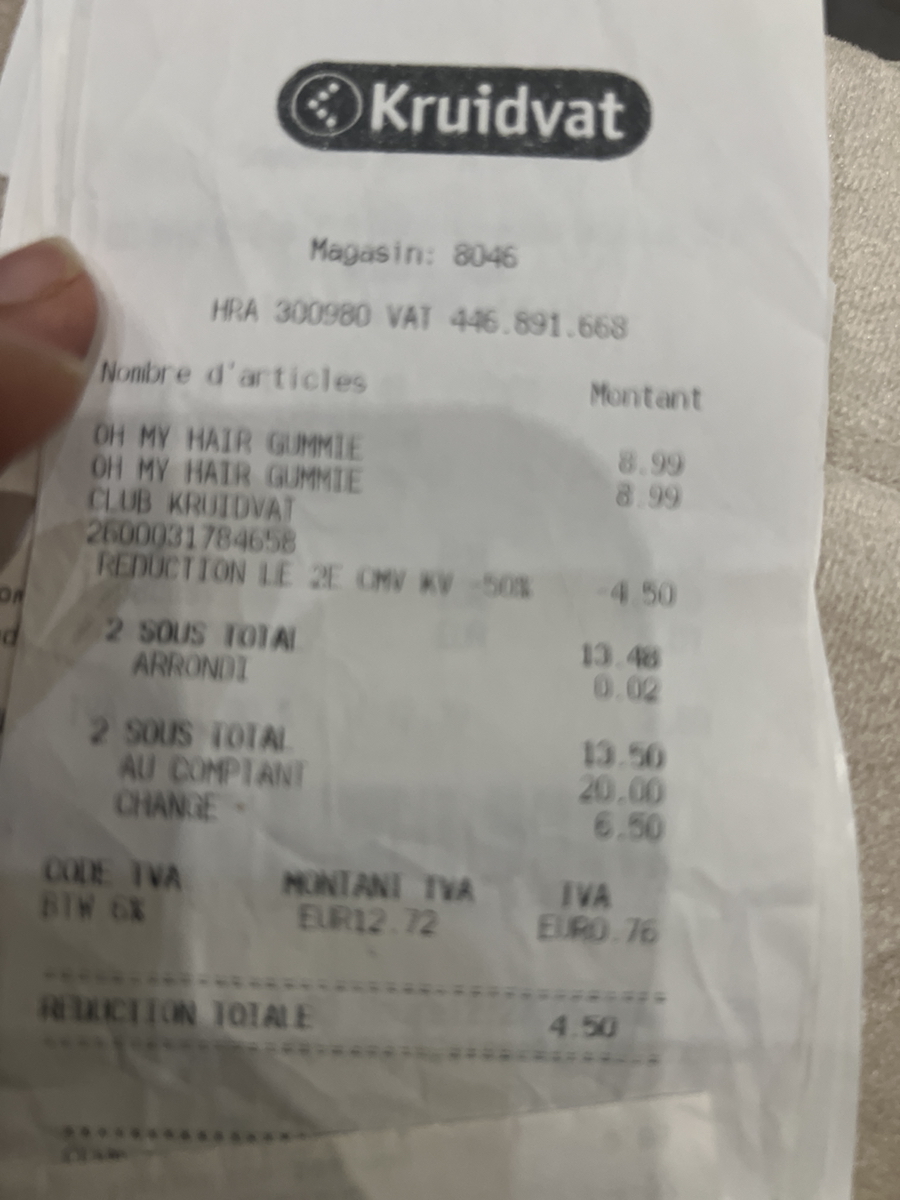 Kruidvat
Magasin: 8046
HRA 300980 VAT 446.891.668
Nombre d'articles Montant
OH MY HAIR GUMMIE 8.99
OH MY HAIR GUMMIE 8.99
CLUB KRUIDVAT
2600031784658
REDUCTION LE 2E CMV KV -50% -4.50
2 SOUS TOTAL 13.48
ARRONDI 0.02
2 SOUS TOTAL 13.50
AU COMPTANT 20.00
CHANGE - 6.50
CODE TVA MONTANT TVA TVA
BTW 6% EUR12.72 EUR0.76
REDUCTION TOTALE 4.50